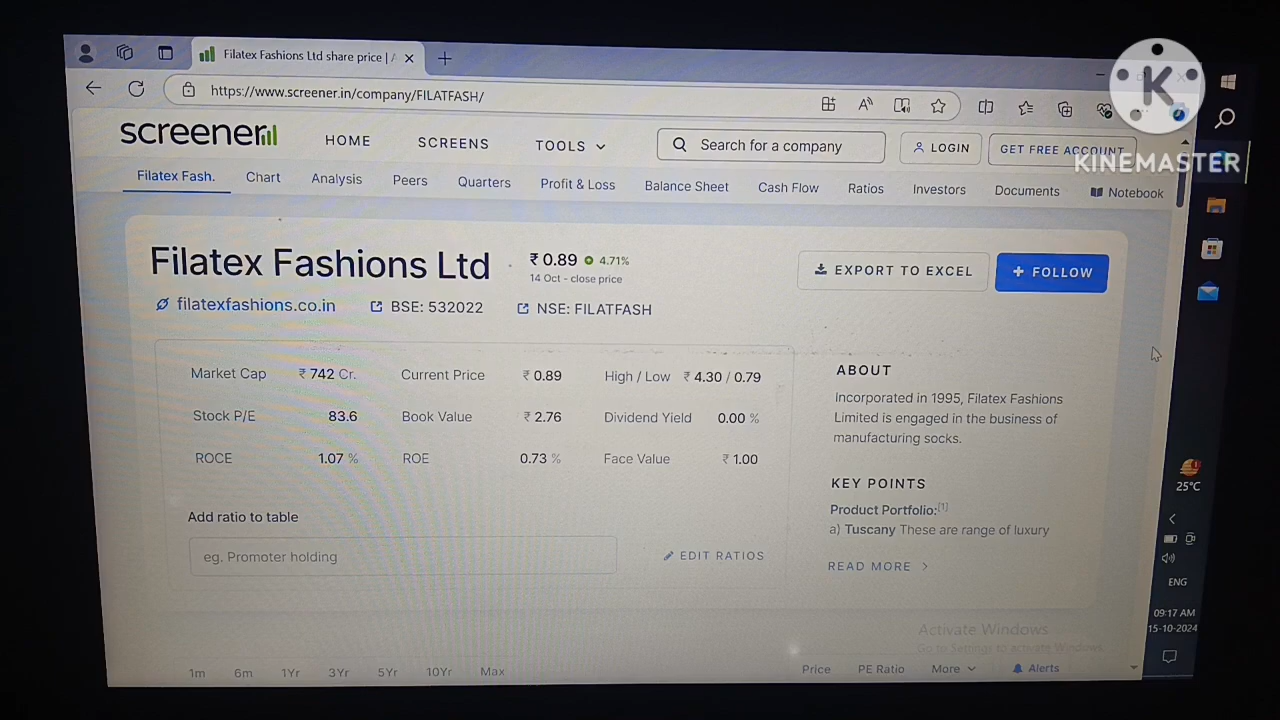 Filatex Fashions Ltd share price | /
https://www.screener.in/company/FILATFASH/
K
KINEMASTER
screener HOME SCREENS TOOLS Search for a company LOGIN GET FREE ACCOUNT
Filatex Fash. Chart Analysis Peers Quarters Profit & Loss Balance Sheet Cash Flow Ratios Investors Documents Notebook
Filatex Fashions Ltd ₹ 0.89 4.71% EXPORT TO EXCEL + FOLLOW
14 Oct - close price
filatexfashions.co.in BSE: 532022 NSE: FILATFASH
Market Cap ₹ 742 Cr. Current Price ₹ 0.89 High / Low ₹ 4.30 / 0.79
Stock P/E 83.6 Book Value ₹ 2.76 Dividend Yield 0.00 %
ROCE 1.07 % ROE 0.73 % Face Value ₹ 1.00
Add ratio to table
eg. Promoter holding EDIT RATIOS
ABOUT
Incorporated in 1995, Filatex Fashions
Limited is engaged in the business of
manufacturing socks.
KEY POINTS
Product Portfolio:[1]
a) Tuscany These are range of luxury
READ MORE >
Activate Windows
Go to Settings to activate Windows.
1m 6m 1Yr 3Yr 5Yr 10Yr Max Price PE Ratio More Alerts
25°C
ENG
09:17 AM
15-10-2024